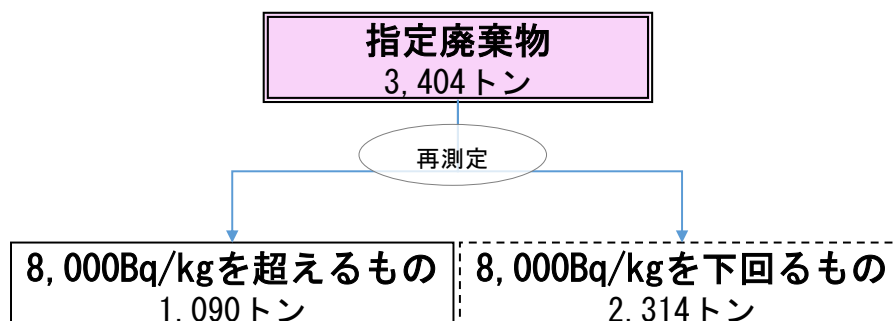 指定廃棄物
3,404トン
再測定
8,000Bq/kgを超えるもの
1,090トン
8,000Bq/kgを下回るもの
2,314トン